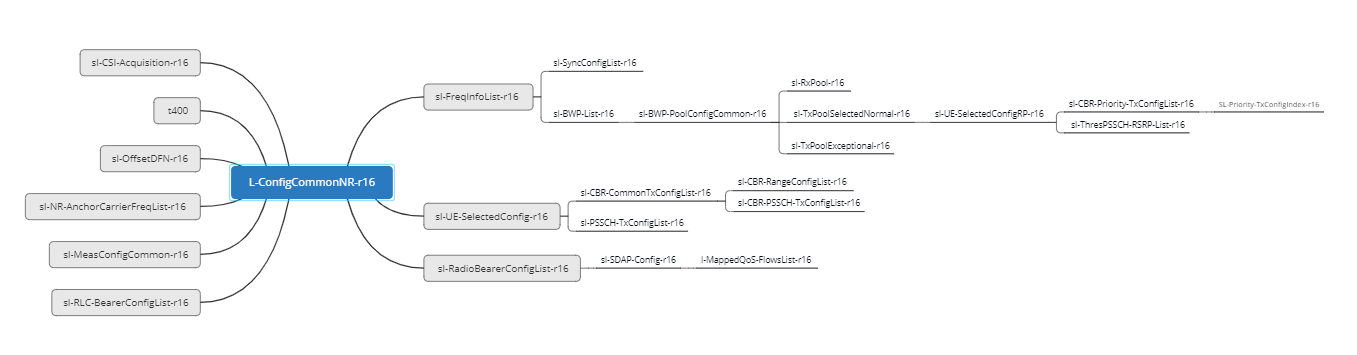 sl-CSI-Acquisition-r16
t400
sl-OffsetDFN-r16
sl-NR-AnchorCarrierFreqList-r16
sl-MeasConfigCommon-r16
sl-RLC-BearerConfigList-r16
L-ConfigCommonNR-r16
sl-FreqInfoList-r16
sl-SyncConfigList-r16
sl-BWP-List-r16
sl-BWP-PoolConfigCommon-r16
sl-RxPool-r16
sl-TxPoolSelectedNormal-r16
sl-UE-SelectedConfigRP-r16
sl-CBR-Priority-TxConfigList-r16
SL-Priority-TxConfigIndex-r16
sl-ThresPSSCH-RSRP-List-r16
sl-TxPoolExceptional-r16
sl-UE-SelectedConfig-r16
sl-CBR-CommonTxConfigList-r16
sl-CBR-RangeConfigList-r16
sl-CBR-PSSCH-TxConfigList-r16
sl-PSSCH-TxConfigList-r16
sl-RadioBearerConfigList-r16
sl-SDAP-Config-r16
l-MappedQoS-FlowsList-r16